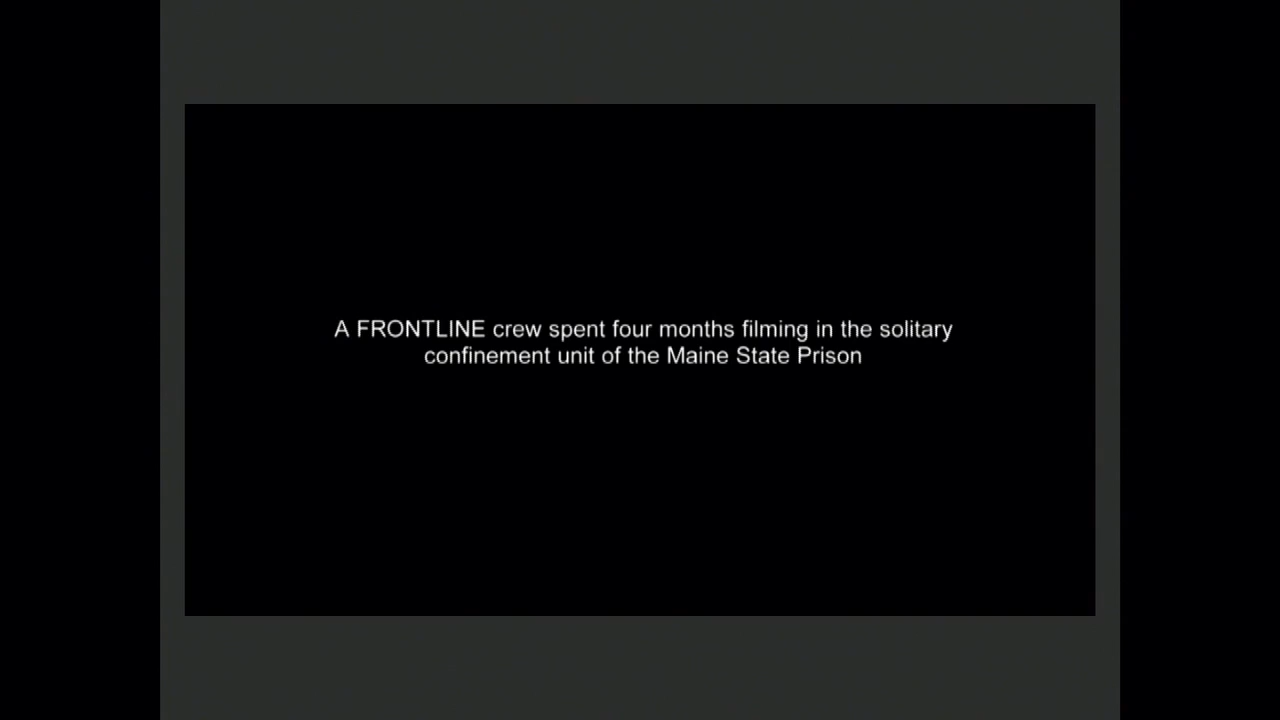 A FRONTLINE crew spent four months filming in the solitary
confinement unit of the Maine State Prison